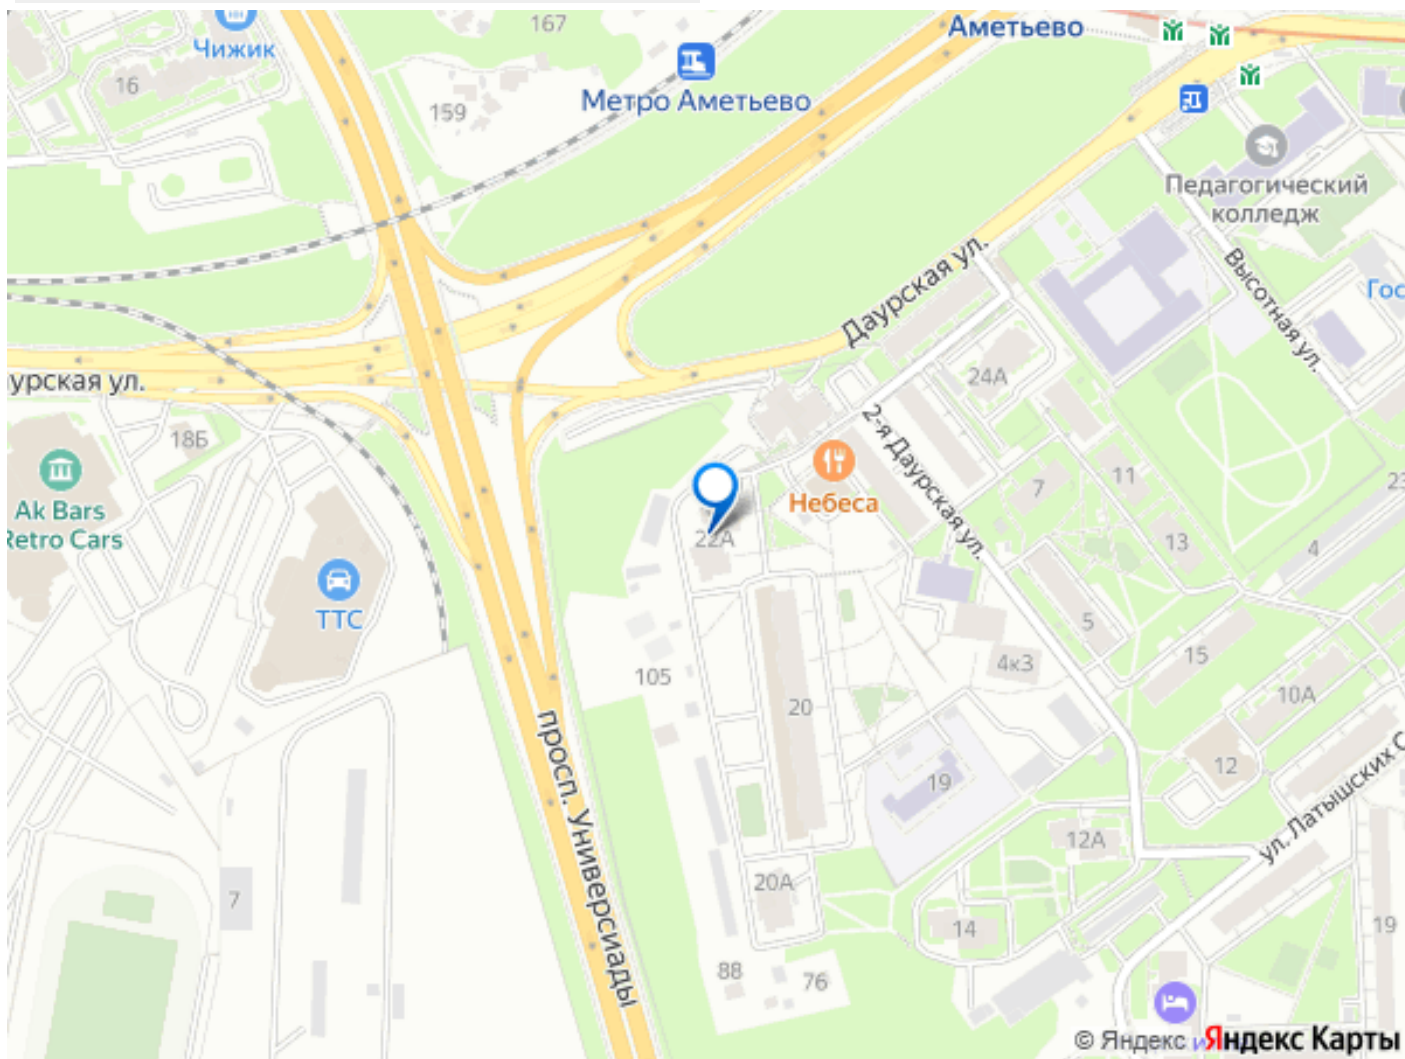 167
Аметьево
Чижик
16
Метро Аметьево
159
Педагогический
колледж
Даурская ул.
Высотная ул.
Гос
урская ул.
24А
18Б
2-я Даурская ул.
Небеса
Ak Bars
Retro Cars
11
7
23
22А
13
4
ТТС
5
15
4к3
105
10А
20
просп. Универсиады
19
12
ул. Латышских С
12А
20А
7
14
19
88
76
© Яндекс
и
Яндекс Карты